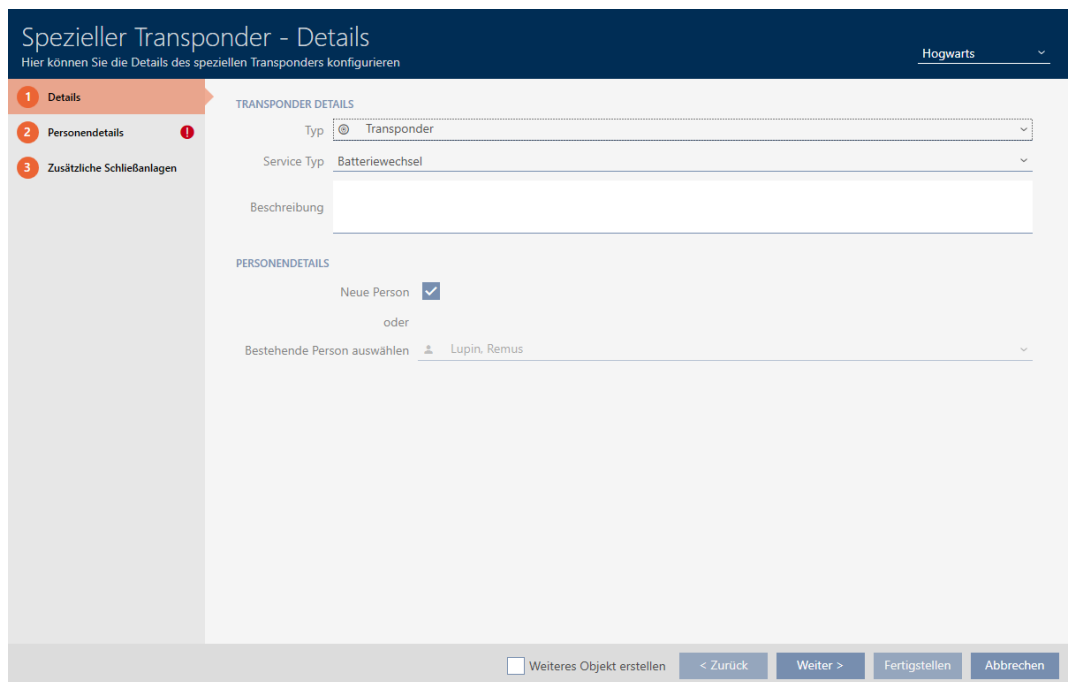 Spezieller Transponder - Details
Hier können Sie die Details des speziellen Transponders konfigurieren
Hogwarts
1 Details
2 Personendetails
3 Zusätzliche Schließanlagen
TRANSPONDER DETAILS
Typ Transponder
Service Typ Batteriewechsel
Beschreibung
PERSONENDETAILS
Neue Person
oder
Bestehende Person auswählen Lupin, Remus
Weiteres Objekt erstellen < Zurück Weiter > Fertigstellen Abbrechen